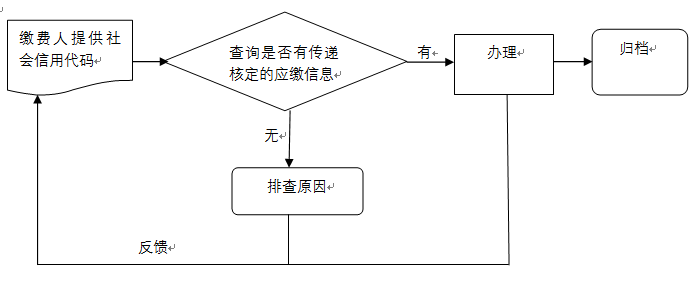 缴费人提供社
会信用代码
查询是否有传递
核定的应缴信息
有
办理
归档
无
排查原因
反馈